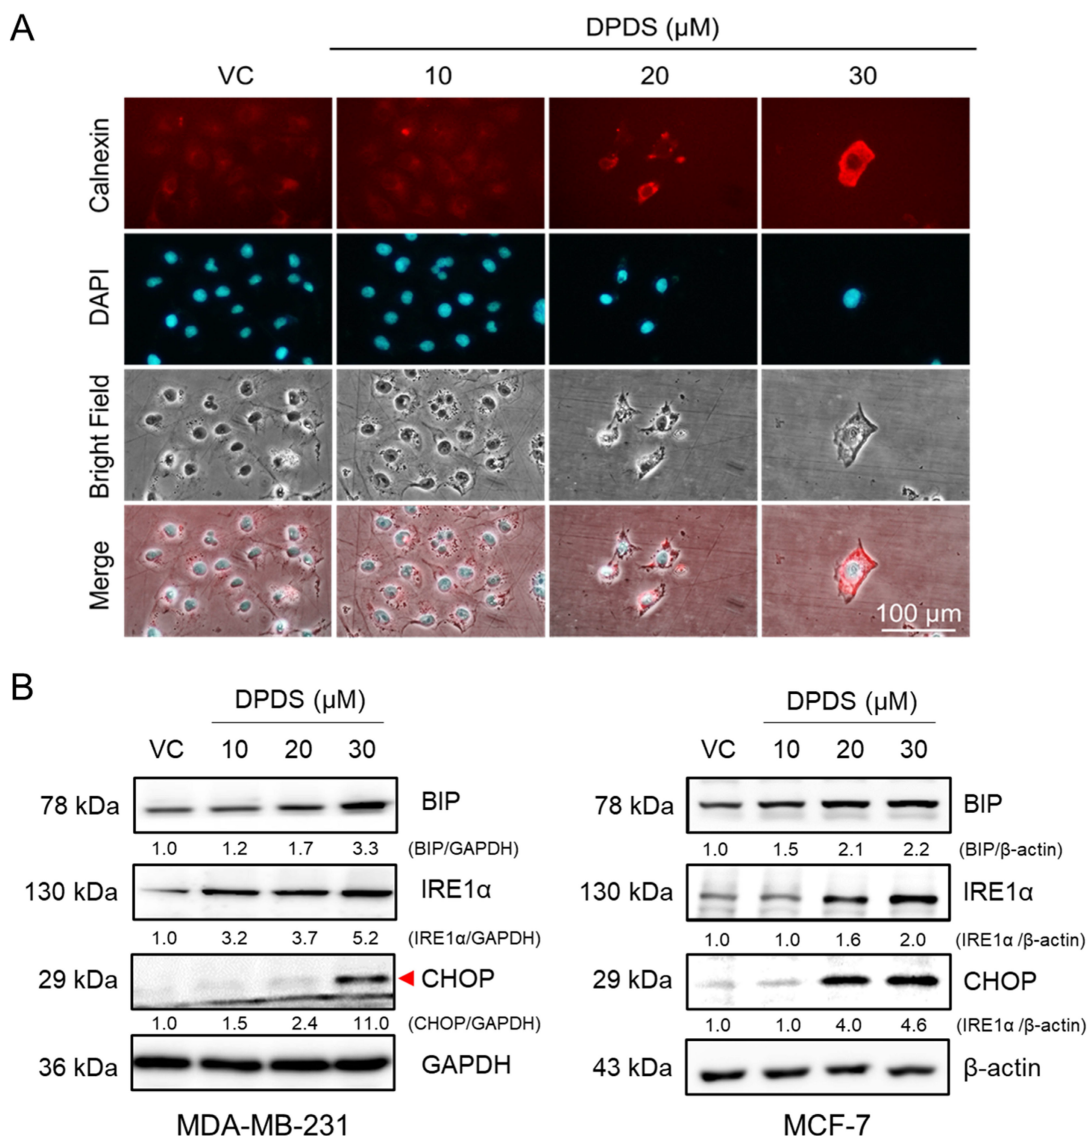 A
DPDS (µM)
VC 10 20 30
Calnexin
DAPI
Bright Field
Merge
100 µm
B
DPDS (µM)
VC 10 20 30
78 kDa BIP
1.0 1.2 1.7 3.3 (BIP/GAPDH)
130 kDa IRE1α
1.0 3.2 3.7 5.2 (IRE1α/GAPDH)
29 kDa CHOP
1.0 1.5 2.4 11.0 (CHOP/GAPDH)
36 kDa GAPDH
MDA-MB-231
DPDS (µM)
VC 10 20 30
78 kDa BIP
1.0 1.5 2.1 2.2 (BIP/β-actin)
130 kDa IRE1α
1.0 1.0 1.6 2.0 (IRE1α /β-actin)
29 kDa CHOP
1.0 1.0 4.0 4.6 (IRE1α /β-actin)
43 kDa β-actin
MCF-7